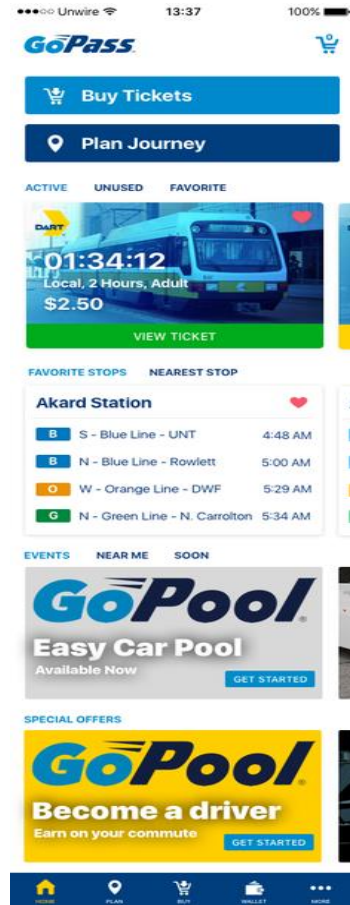 Unwire 13:37 100%
GoPass
0
Buy Tickets
Plan Journey
ACTIVE UNUSED FAVORITE
DART
01:34:12
Local, 2 Hours, Adult
$2.50
VIEW TICKET
FAVORITE STOPS NEAREST STOP
Akard Station
B S - Blue Line - UNT 4:48 AM
B N - Blue Line - Rowlett 5:00 AM
O W - Orange Line - DWF 5:29 AM
G N - Green Line - N. Carrolton 5:34 AM
EVENTS NEAR ME SOON
GoPool
Easy Car Pool
Available Now
GET STARTED
SPECIAL OFFERS
GoPool
Become a driver
Earn on your commute
GET STARTED
HOME PLAN BUY WALLET MORE